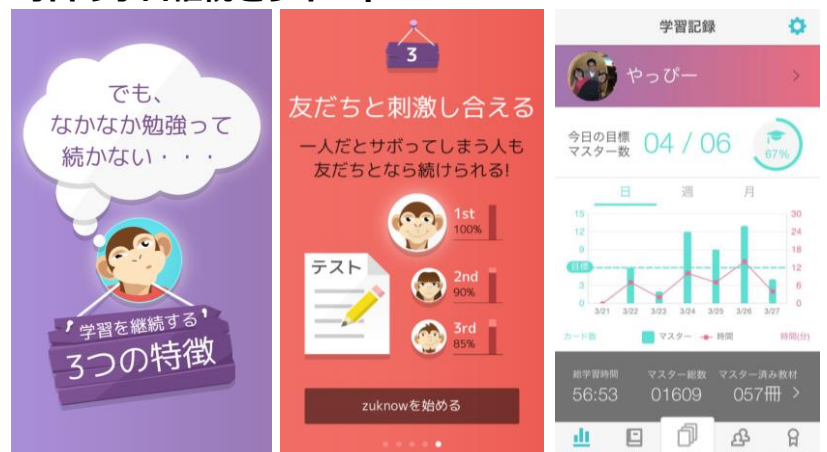 でも、
なかなか勉強って
続かない・・・
学習を継続する
3つの特徴
3
友だちと刺激し合える
一人だとサボってしまう人も
友だちとなら続けられる!
1st
100%
テスト
2nd
90%
3rd
85%
zuknowを始める
学習記録
やっぴー
今日の目標
マスター数
04 / 06
67%
日 週 月
15 30
12 24
9 18
目標 12
3 6
0 0
3/21 3/22 3/23 3/24 3/25 3/26 3/27
カード数 マスター 時間 時間(分)
総学習時間 マスター総数 マスター済み教材
56:53 01609 057冊